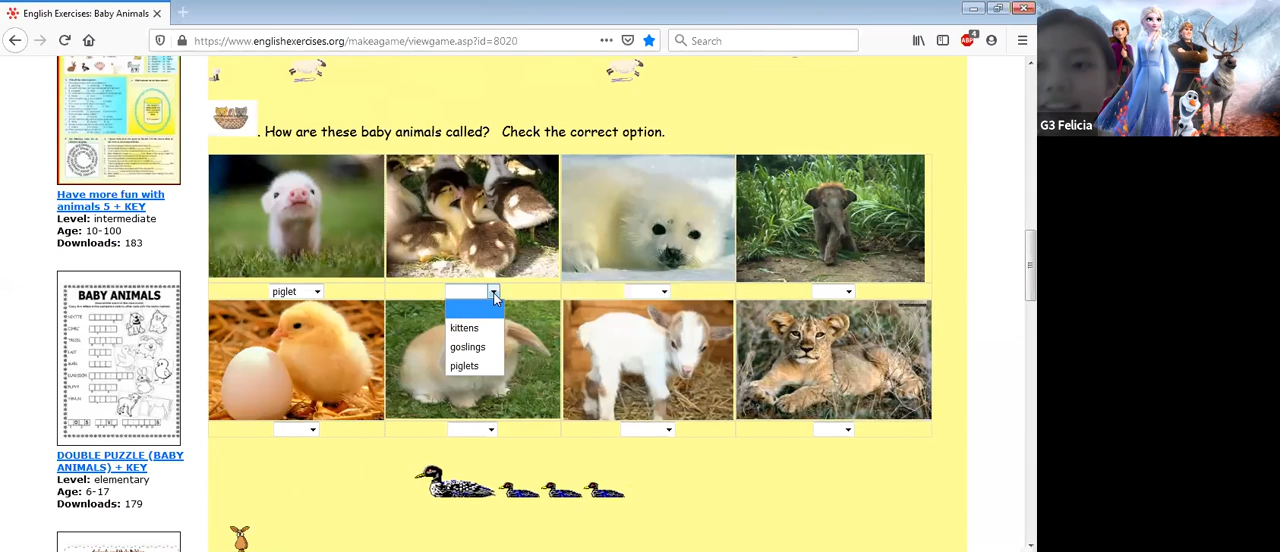 English Exercises: Baby Animals
https://www.englishexercises.org/makeagame/viewgame.asp?id=8020
Search
ABP 4
G3 Felicia
. How are these baby animals called? Check the correct option.
Have more fun with
animals 5 + KEY
Level: intermediate
Age: 10-100
Downloads: 183
piglet
kittens
goslings
piglets
BABY ANIMALS
DOUBLE PUZZLE (BABY
ANIMALS) + KEY
Level: elementary
Age: 6-17
Downloads: 179